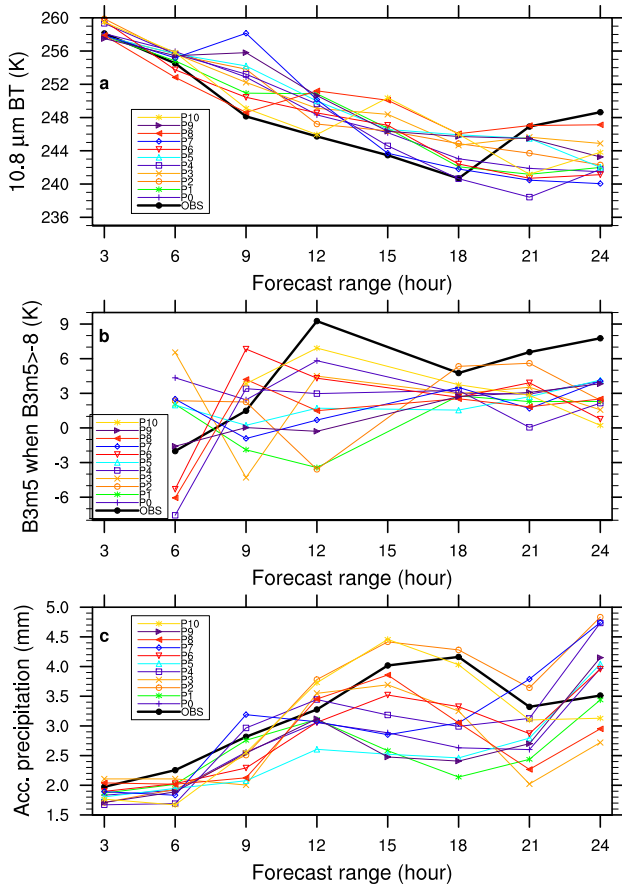 260
256
252
248
244
240
236
10.8 µm BT (K)
a
P10
P9
P8
P7
P6
P5
P4
P3
P2
P1
P0
OBS
3 6 9 12 15 18 21 24
Forecast range (hour)
9
6
3
0
-3
-6
B3m5 when B3m5>-8 (K)
b
P10
P9
P8
P7
P6
P5
P4
P3
P2
P1
P0
OBS
3 6 9 12 15 18 21 24
Forecast range (hour)
5.0
4.5
4.0
3.5
3.0
2.5
2.0
1.5
Acc. precipitation (mm)
c
P10
P9
P8
P7
P6
P5
P4
P3
P2
P1
P0
OBS
3 6 9 12 15 18 21 24
Forecast range (hour)